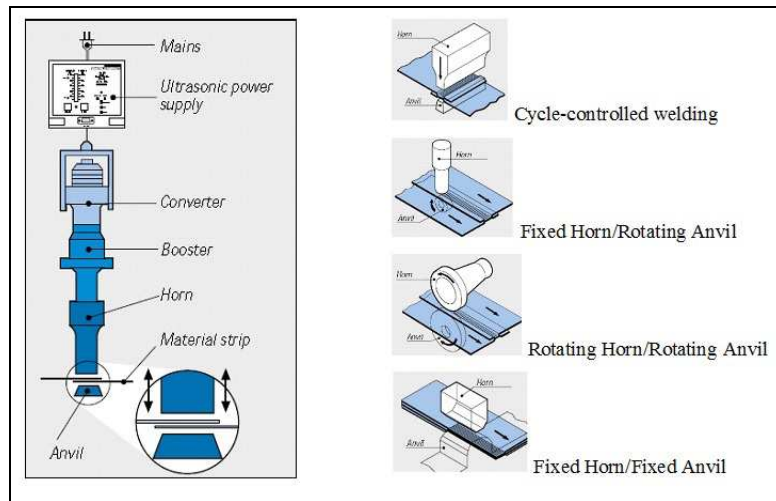 Mains
Ultrasonic power
supply
Converter
Booster
Horn
Material strip
Anvil
Horn
Anvil
Cycle-controlled welding
Horn
Anvil
Fixed Horn/Rotating Anvil
Horn
Anvil
Rotating Horn/Rotating Anvil
Horn
Anvil
Fixed Horn/Fixed Anvil